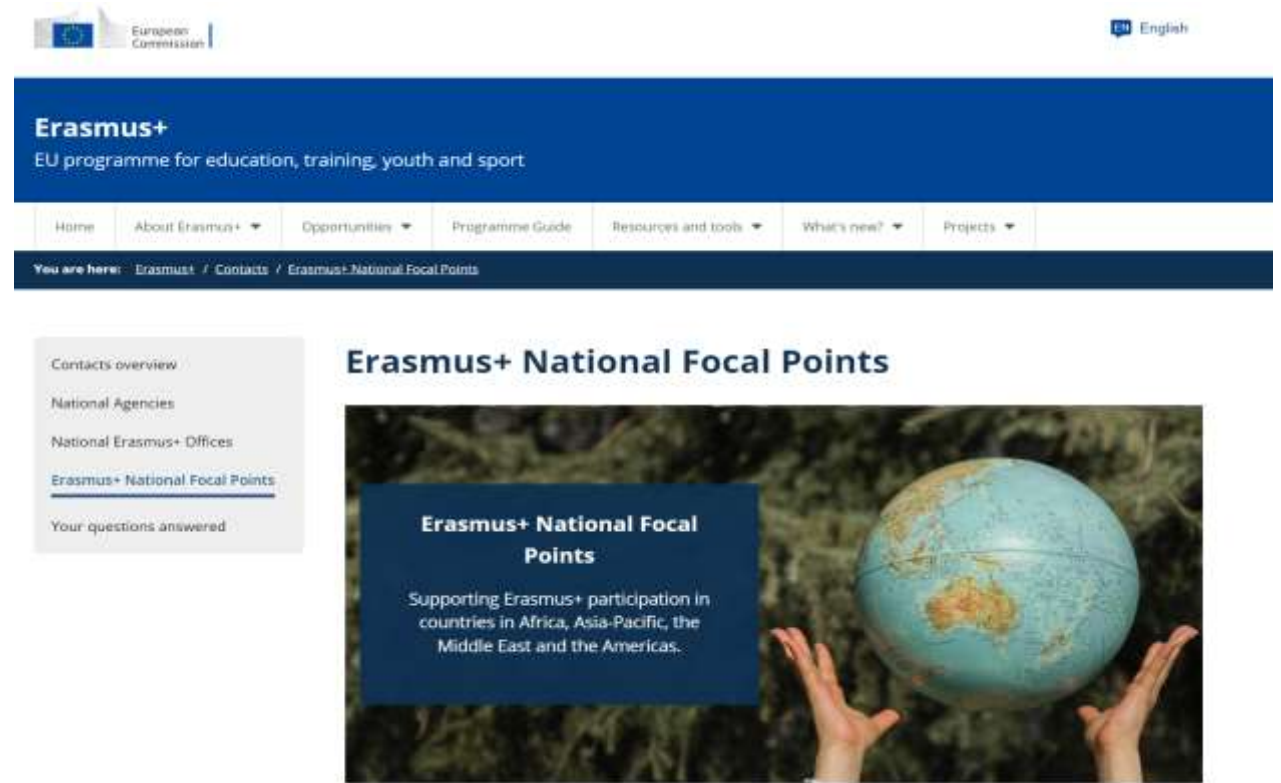 European
Commission
EN English
Erasmus+
EU programme for education, training, youth and sport
Home About Erasmus+ Opportunities Programme Guide Resources and tools What's new? Projects
You are here: Erasmus+ / Contacts / Erasmus+ National Focal Points
Contacts overview
National Agencies
National Erasmus+ Offices
Erasmus+ National Focal Points
Your questions answered
Erasmus+ National Focal Points
Erasmus+ National Focal
Points
Supporting Erasmus+ participation in
countries in Africa, Asia-Pacific, the
Middle East and the Americas.